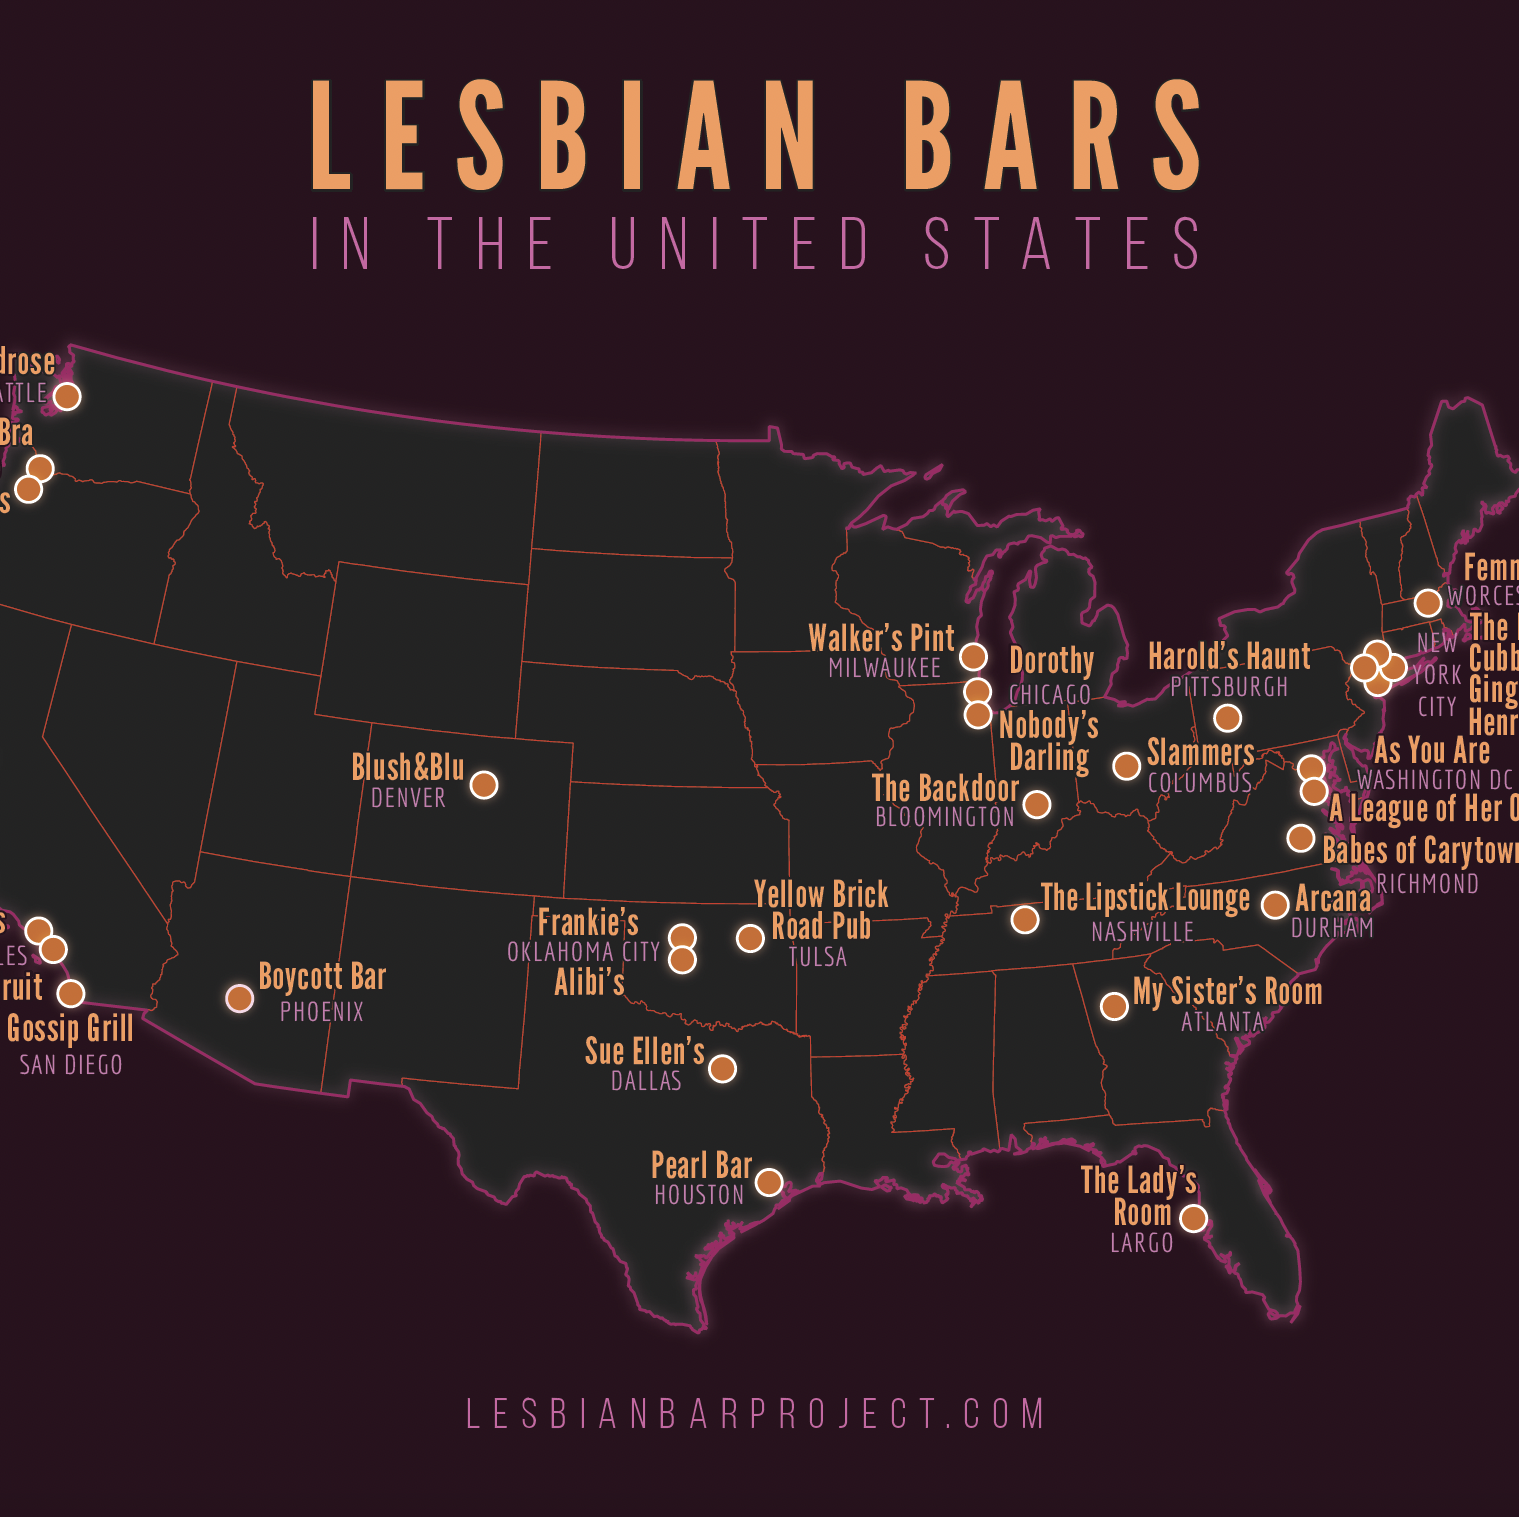 LESBIAN BARS
IN THE UNITED STATES
drose
ATTLE
Bra
s
Walker's Pint
MILWAUKEE
Dorothy
CHICAGO
Nobody's
Darling
Harold's Haunt
PITTSBURGH
Femm
WORCES
NEW
YORK
CITY
The
Cubb
Ging
Henr
Blush&Blu
DENVER
The Backdoor
BLOOMINGTON
Slammers
COLUMBUS
As You Are
WASHINGTON DC
A League of Her O
Babes of Carytown
RICHMOND
s
LES
ruit
Gossip Grill
SAN DIEGO
Boycott Bar
PHOENIX
Frankie's
OKLAHOMA CITY
Alibi's
Yellow Brick
Road Pub
TULSA
The Lipstick Lounge
NASHVILLE
Arcana
DURHAM
My Sister's Room
ATLANTA
Sue Ellen's
DALLAS
Pearl Bar
HOUSTON
The Lady's
Room
LARGO
LESBIANBARPROJECT.COM